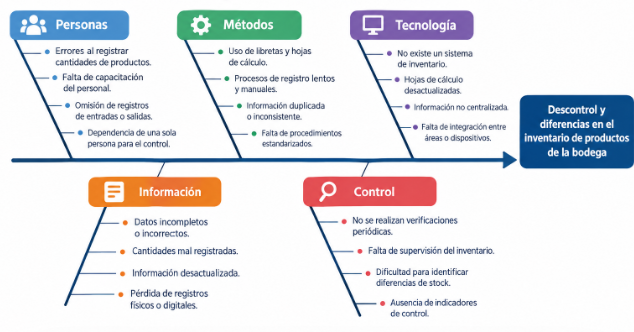 Personas
Errores al registrar
cantidades de productos.
Falta de capacitación
del personal.
Omisión de registros
de entradas o salidas.
Dependencia de una sola
persona para el control.
Métodos
Uso de libretas y hojas
de cálculo.
Procesos de registro lentos
y manuales.
Información duplicada
o inconsistente.
Falta de procedimientos
estandarizados.
Tecnología
No existe un sistema
de inventario.
Hojas de cálculo
desactualizadas.
Información no centralizada.
Falta de integración entre
áreas o dispositivos.
Descontrol y
diferencias en el
inventario de productos
de la bodega
Información
Datos incompletos
o incorrectos.
Cantidades mal registradas.
Información desactualizada.
Pérdida de registros
físicos o digitales.
Control
No se realizan verificaciones
periódicas.
Falta de supervisión del inventario.
Dificultad para identificar
diferencias de stock.
Ausencia de indicadores
de control.